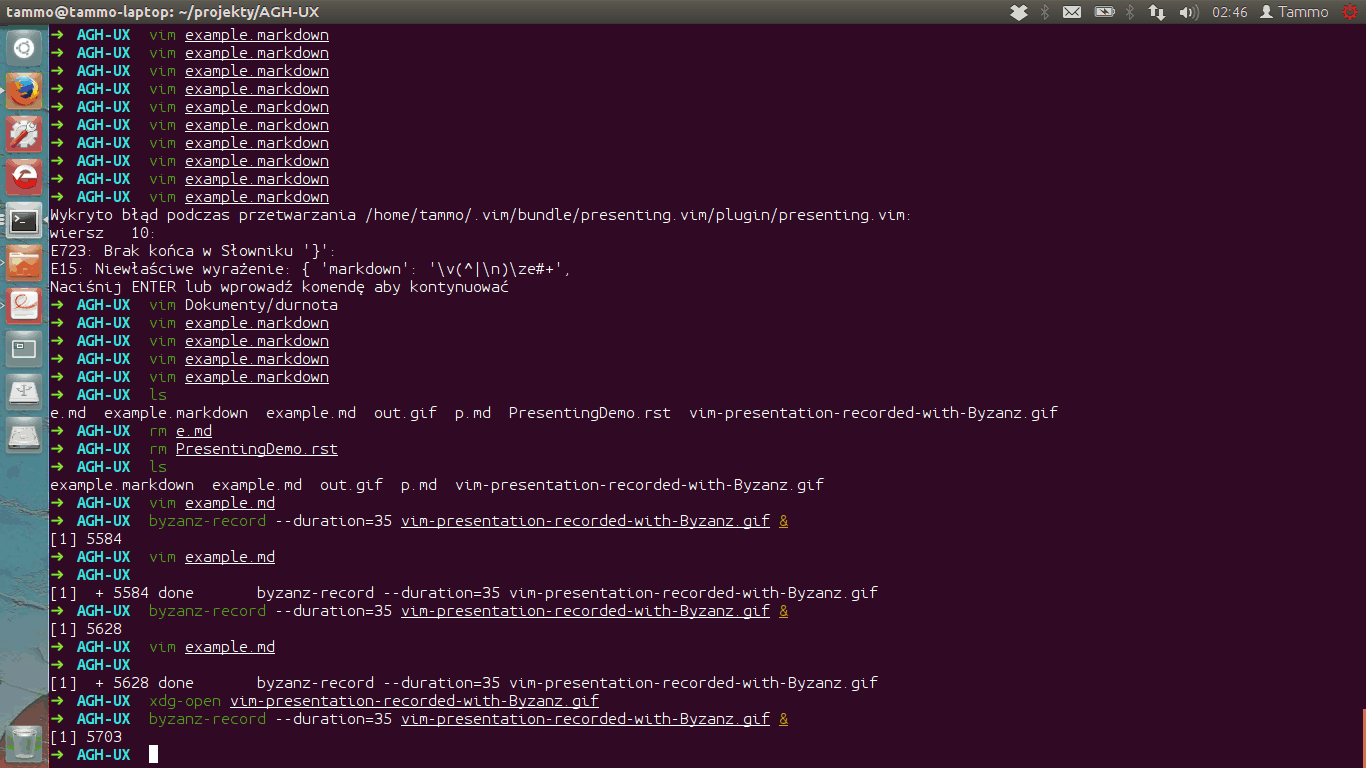 tammo@tammo-laptop: ~/projekty/AGH-UX 02:46 Tammo
➜ AGH-UX vim example.markdown
➜ AGH-UX vim example.markdown
➜ AGH-UX vim example.markdown
➜ AGH-UX vim example.markdown
➜ AGH-UX vim example.markdown
➜ AGH-UX vim example.markdown
➜ AGH-UX vim example.markdown
➜ AGH-UX vim example.markdown
➜ AGH-UX vim example.markdown
➜ AGH-UX vim example.markdown
Wykryto błąd podczas przetwarzania /home/tammo/.vim/bundle/presenting.vim/plugin/presenting.vim:
wiersz   10:
E723: Brak końca w Słowniku '}':
E15: Niewłaściwe wyrażenie: { 'markdown': '\v(^|\n)\ze#+',
Naciśnij ENTER lub wprowadź komendę aby kontynuować
➜ AGH-UX vim Dokumenty/durnota
➜ AGH-UX vim example.markdown
➜ AGH-UX vim example.markdown
➜ AGH-UX vim example.markdown
➜ AGH-UX vim example.markdown
➜ AGH-UX ls
e.md  example.markdown  example.md  out.gif  p.md  PresentingDemo.rst  vim-presentation-recorded-with-Byzanz.gif
➜ AGH-UX rm e.md
➜ AGH-UX rm PresentingDemo.rst
➜ AGH-UX ls
example.markdown  example.md  out.gif  p.md  vim-presentation-recorded-with-Byzanz.gif
➜ AGH-UX vim example.md
➜ AGH-UX byzanz-record --duration=35 vim-presentation-recorded-with-Byzanz.gif &
[1] 5584
➜ AGH-UX vim example.md
➜ AGH-UX
[1]  + 5584 done       byzanz-record --duration=35 vim-presentation-recorded-with-Byzanz.gif
➜ AGH-UX byzanz-record --duration=35 vim-presentation-recorded-with-Byzanz.gif &
[1] 5628
➜ AGH-UX vim example.md
➜ AGH-UX
[1]  + 5628 done       byzanz-record --duration=35 vim-presentation-recorded-with-Byzanz.gif
➜ AGH-UX xdg-open vim-presentation-recorded-with-Byzanz.gif
➜ AGH-UX byzanz-record --duration=35 vim-presentation-recorded-with-Byzanz.gif &
[1] 5703
➜ AGH-UX